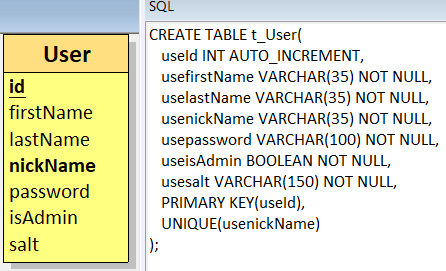 User
id
firstName
lastName
nickName
password
isAdmin
salt
SQL
CREATE TABLE t_User(
useId INT AUTO_INCREMENT,
usefirstName VARCHAR(35) NOT NULL,
uselastName VARCHAR(35) NOT NULL,
usenickName VARCHAR(35) NOT NULL,
usepassword VARCHAR(100) NOT NULL,
useisAdmin BOOLEAN NOT NULL,
usesalt VARCHAR(150) NOT NULL,
PRIMARY KEY(useId),
UNIQUE(usenickName)
);